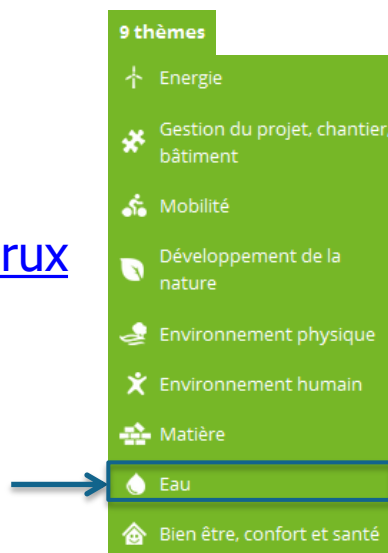 9 thèmes
Energie
Gestion du projet, chantier,
bâtiment
Mobilité
rux
Développement de la
nature
Environnement physique
Environnement humain
Matière
Eau
Bien être, confort et santé